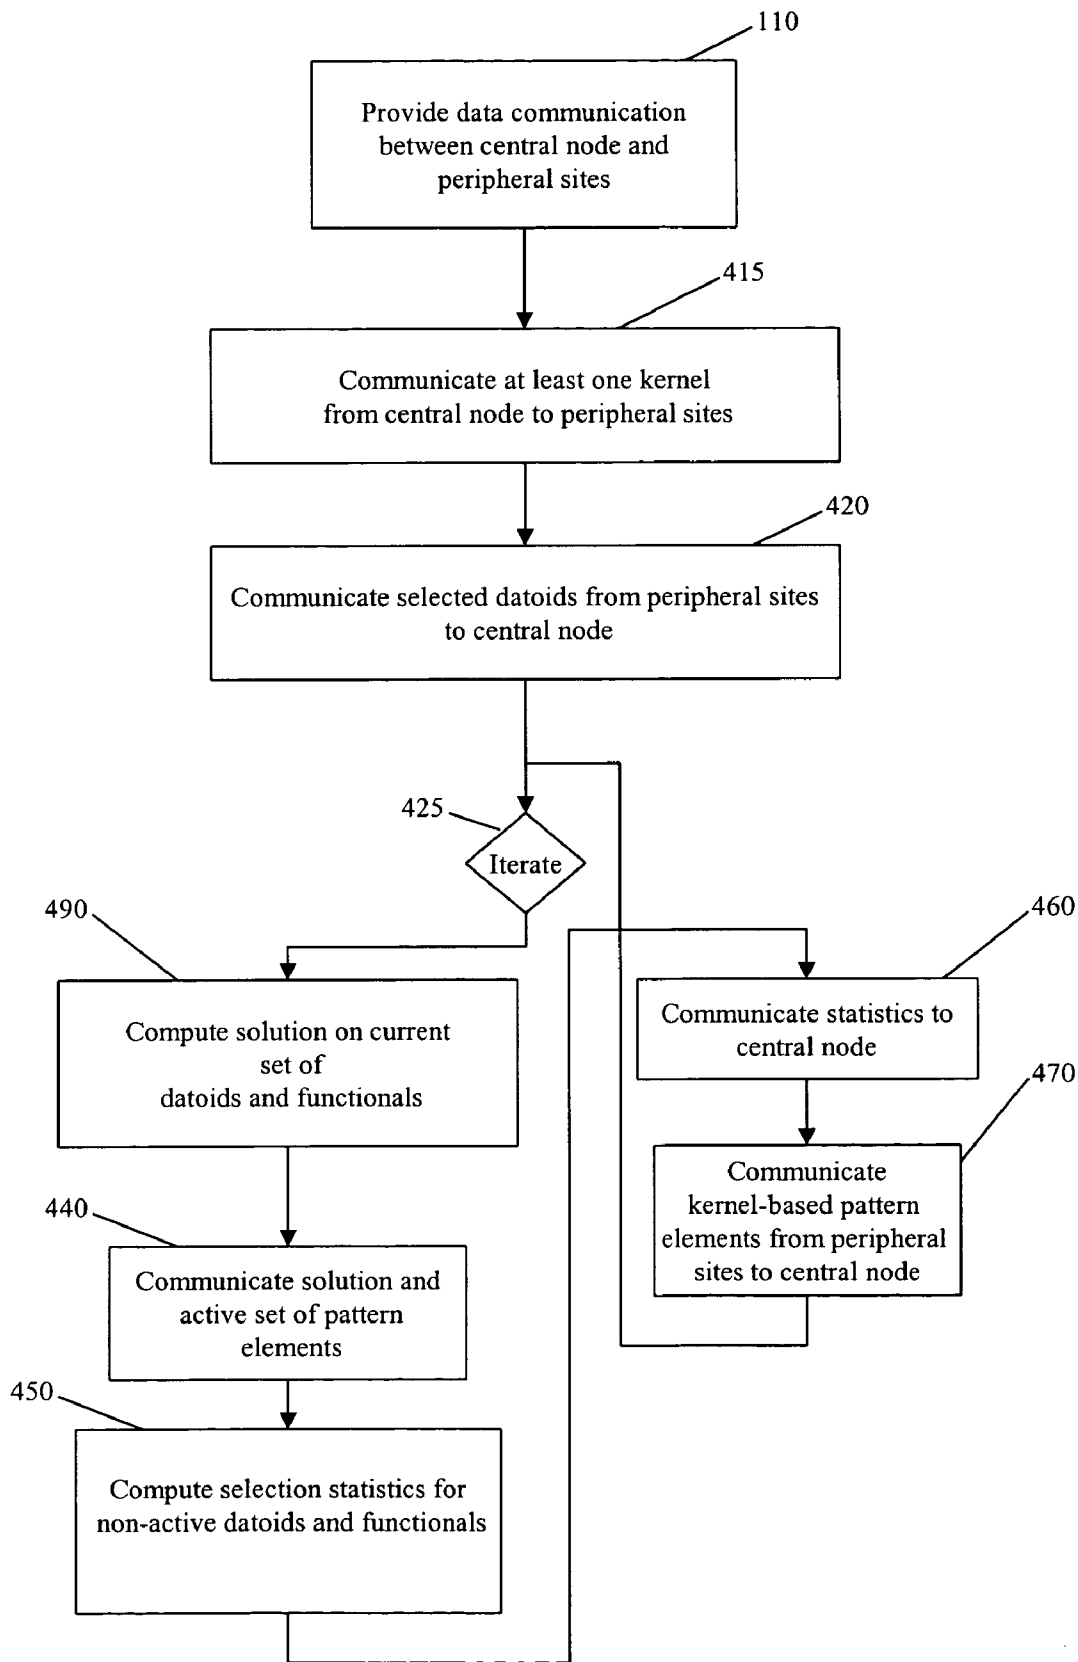 110
Provide data communication
between central node and
peripheral sites
415
Communicate at least one kernel
from central node to peripheral sites
420
Communicate selected datoids from peripheral sites
to central node
425
Iterate
490
Compute solution on current
set of
datoids and functionals
440
Communicate solution and
active set of pattern
elements
450
Compute selection statistics for
non-active datoids and functionals
460
Communicate statistics to
central node
470
Communicate
kernel-based pattern
elements from peripheral
sites to central node